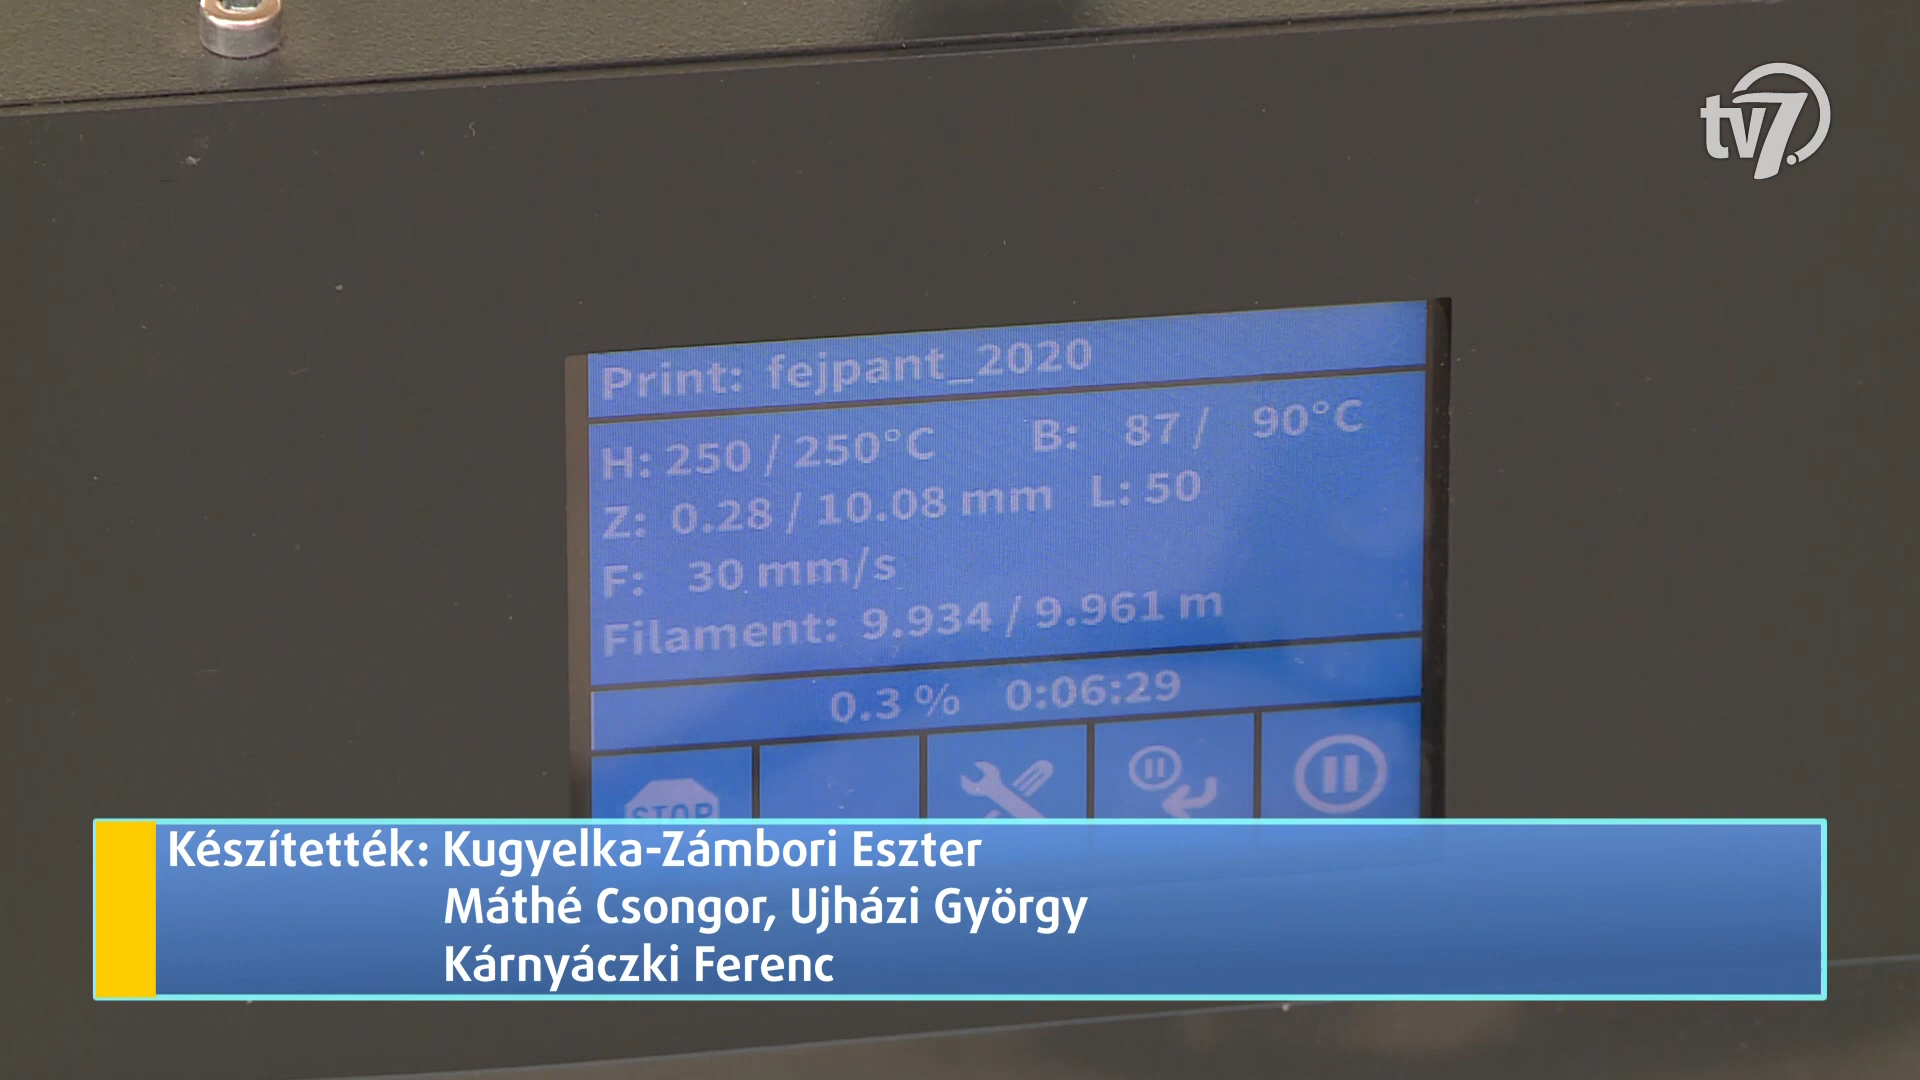 tv7.
Print: fejpant_2020
H: 250 / 250°C B: 87 / 90°C
Z: 0.28 / 10.08 mm L: 50
F: 30 mm/s
Filament: 9.934 / 9.961 m
0.3 % 0:06:29
STOP
Készítették: Kugyelka-Zámbori Eszter
Máthé Csongor, Ujházi György
Kárnyáczki Ferenc